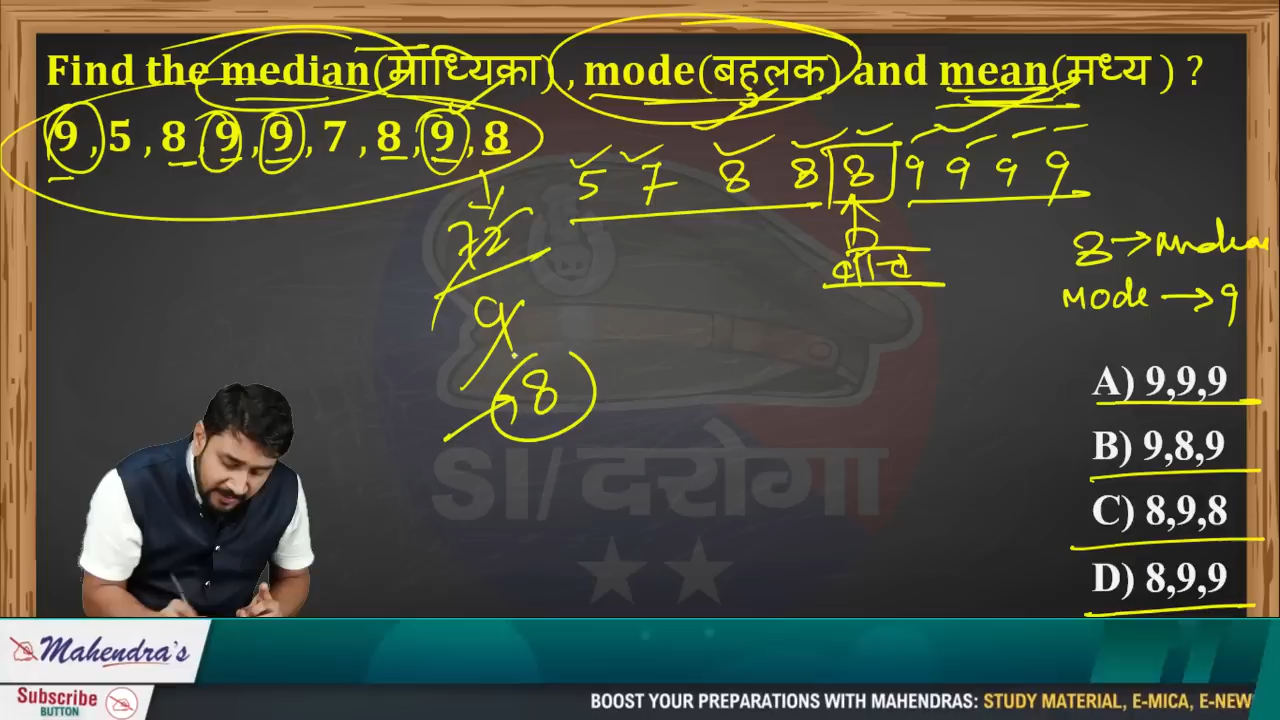 Find the median(माध्यिका) , mode(बहुलक) and mean(मध्य ) ?
9 , 5 , 8 , 9 , 9 , 7 , 8 , 9 , 8
5 7 8 8 8 9 9 9 9
72
9
8
बीच
8 → Median
Mode → 9
A) 9,9,9
B) 9,8,9
C) 8,9,8
D) 8,9,9
SI/दरोगा
Mahendra's
Subscribe
BUTTON
BOOST YOUR PREPARATIONS WITH MAHENDRAS: STUDY MATERIAL, E-MICA, E-NEW